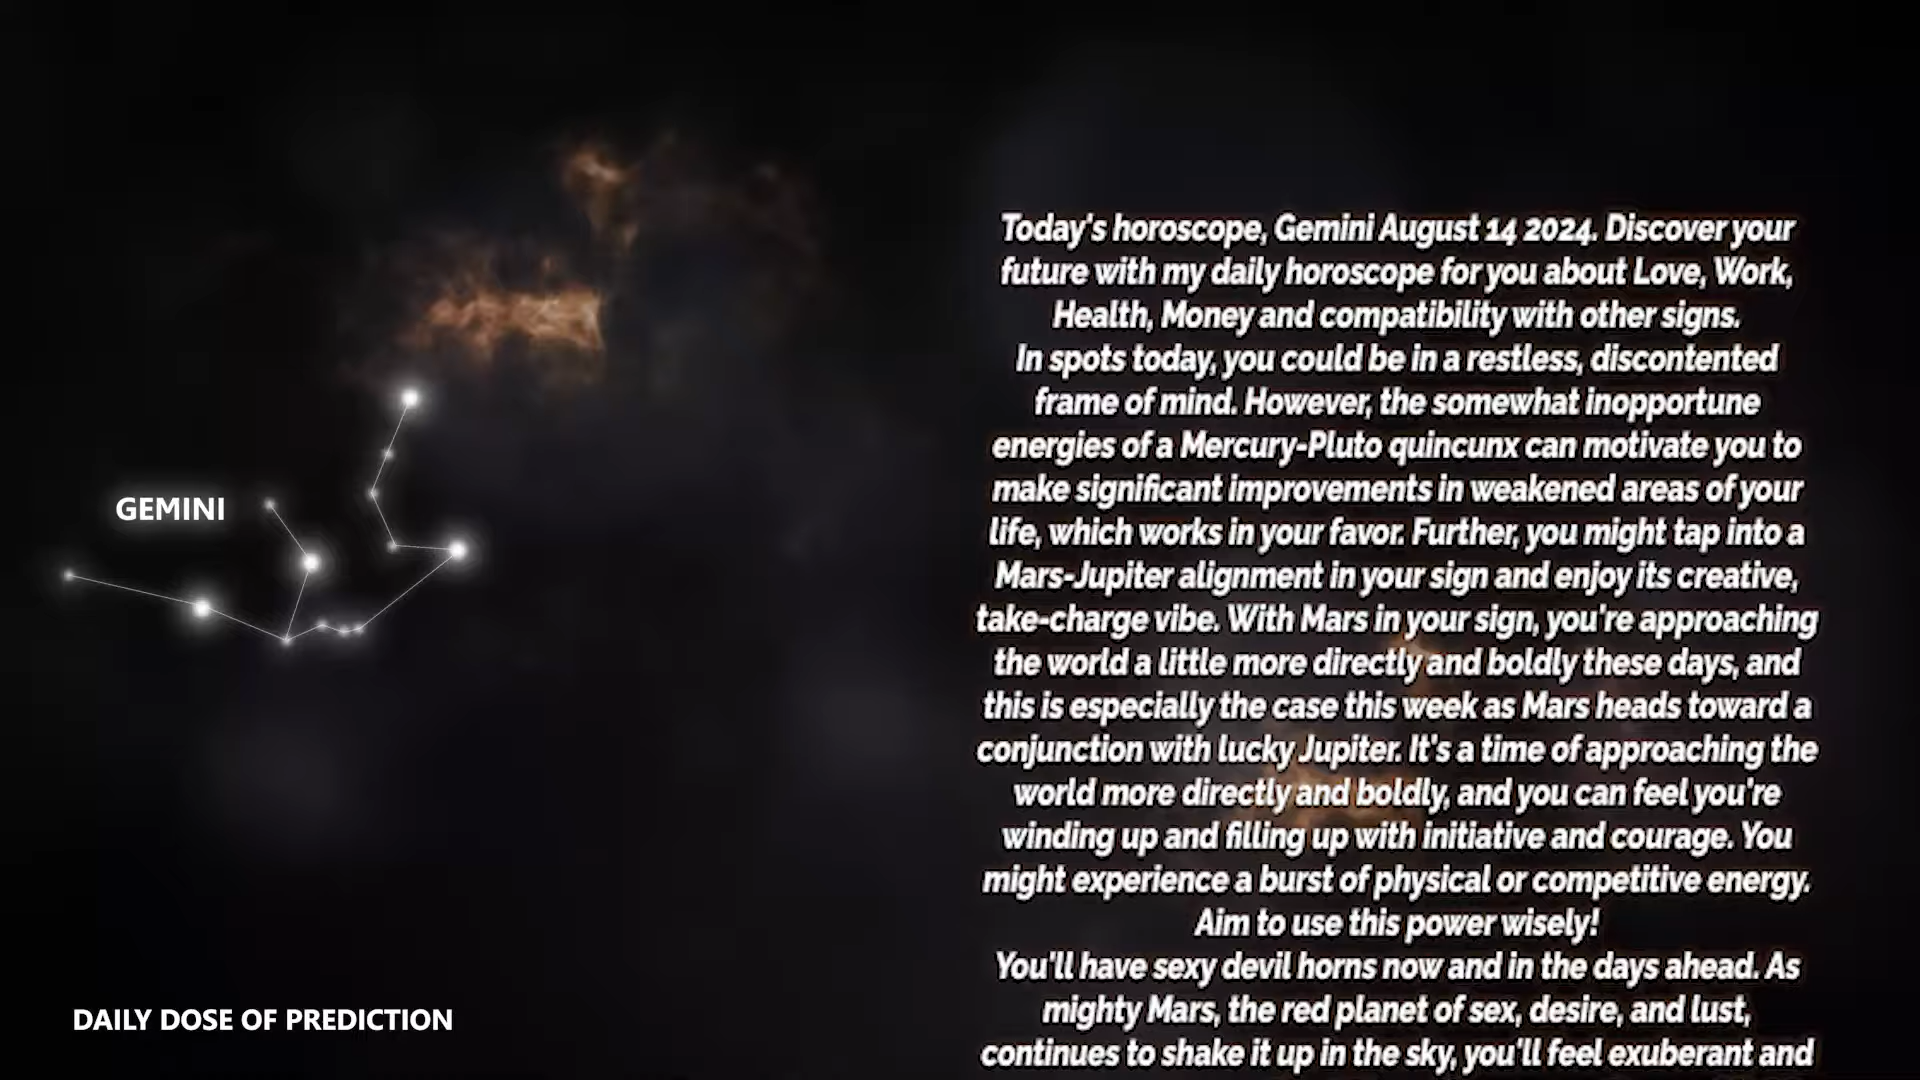 Today's horoscope, Gemini August 14 2024. Discover your
future with my daily horoscope for you about Love, Work,
Health, Money and compatibility with other signs.
In spots today, you could be in a restless, discontented
frame of mind. However, the somewhat inopportune
energies of a Mercury-Pluto quincunx can motivate you to
make significant improvements in weakened areas of your
life, which works in your favor. Further, you might tap into a
Mars-Jupiter alignment in your sign and enjoy its creative,
take-charge vibe. With Mars in your sign, you're approaching
the world a little more directly and boldly these days, and
this is especially the case this week as Mars heads toward a
conjunction with lucky Jupiter. It's a time of approaching the
world more directly and boldly, and you can feel you're
winding up and filling up with initiative and courage. You
might experience a burst of physical or competitive energy.
Aim to use this power wisely!
You'll have sexy devil horns now and in the days ahead. As
mighty Mars, the red planet of sex, desire, and lust,
continues to shake it up in the sky, you'll feel exuberant and
GEMINI
DAILY DOSE OF PREDICTION